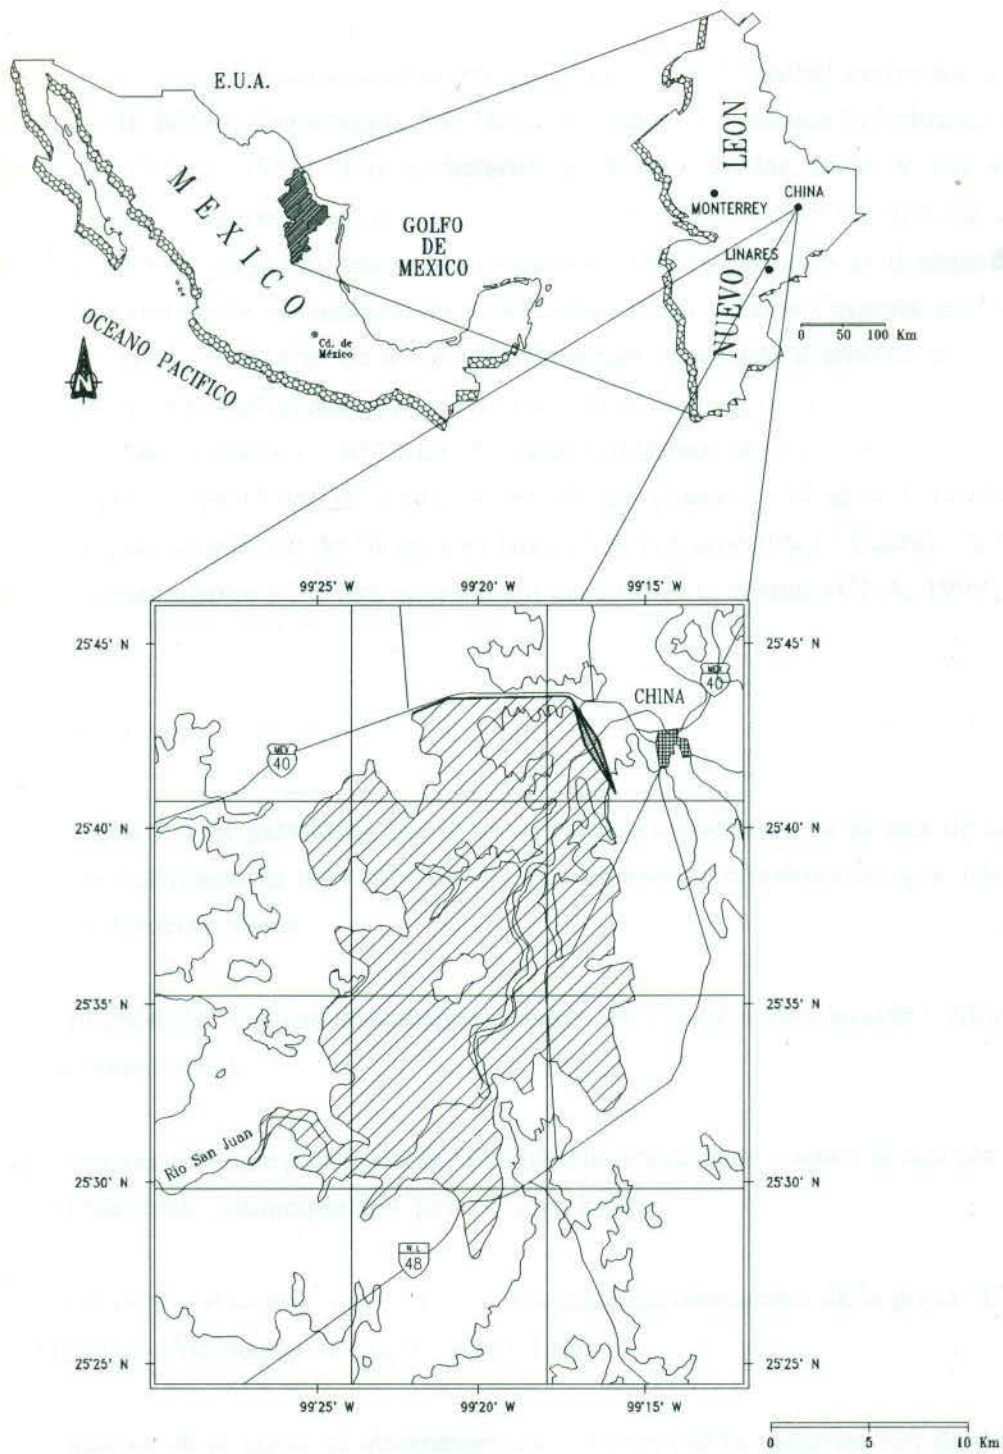 E.U.A.
MEXICO
GOLFO
DE
MEXICO
OCEANO PACIFICO
Cd. de
México
N
NUEVO LEON
MONTERREY
CHINA
LINARES
0 50 100 Km
99°25' W 99°20' W 99°15' W
25°45' N 25°45' N
MEX
40
CHINA
MEX
40
25°40' N 25°40' N
25°35' N 25°35' N
Río San Juan
25°30' N 25°30' N
N L
48
25°25' N 25°25' N
99°25' W 99°20' W 99°15' W
0 5 10 Km